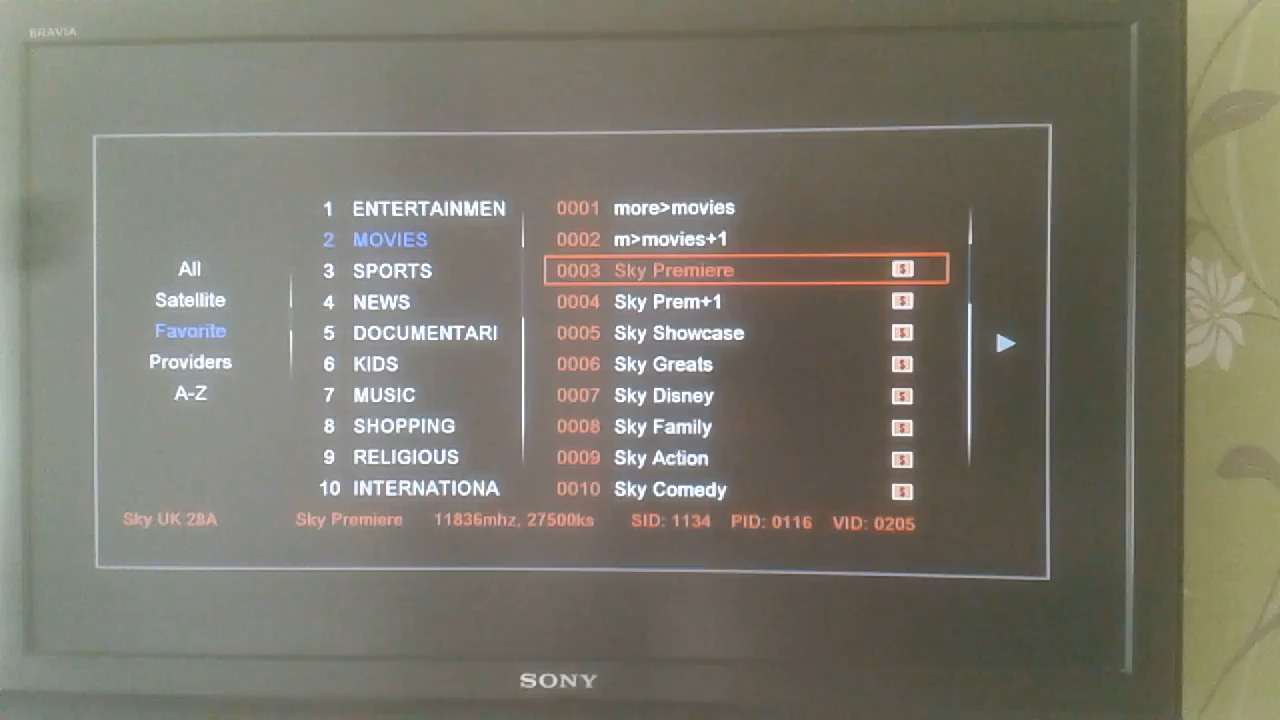 BRAVIA
All
Satellite
Favorite
Providers
A-Z
1 ENTERTAINMEN
2 MOVIES
3 SPORTS
4 NEWS
5 DOCUMENTARI
6 KIDS
7 MUSIC
8 SHOPPING
9 RELIGIOUS
10 INTERNATIONA
0001 more>movies
0002 m>movies+1
0003 Sky Premiere $
0004 Sky Prem+1 $
0005 Sky Showcase $
0006 Sky Greats $
0007 Sky Disney $
0008 Sky Family $
0009 Sky Action $
0010 Sky Comedy $
Sky UK 28A Sky Premiere 11836mhz, 27500ks SID: 1134 PID: 0116 VID: 0205
SONY